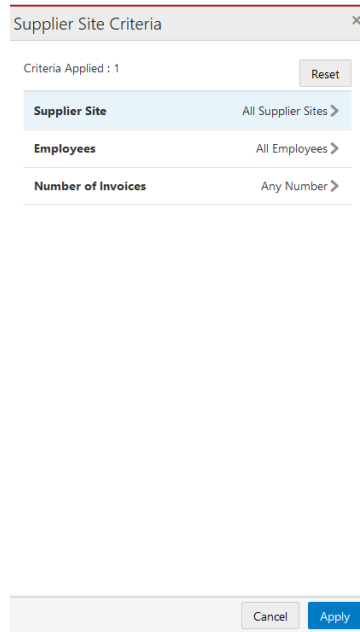 Supplier Site Criteria
Criteria Applied : 1
Reset
Supplier Site All Supplier Sites
Employees All Employees
Number of Invoices Any Number
Cancel Apply